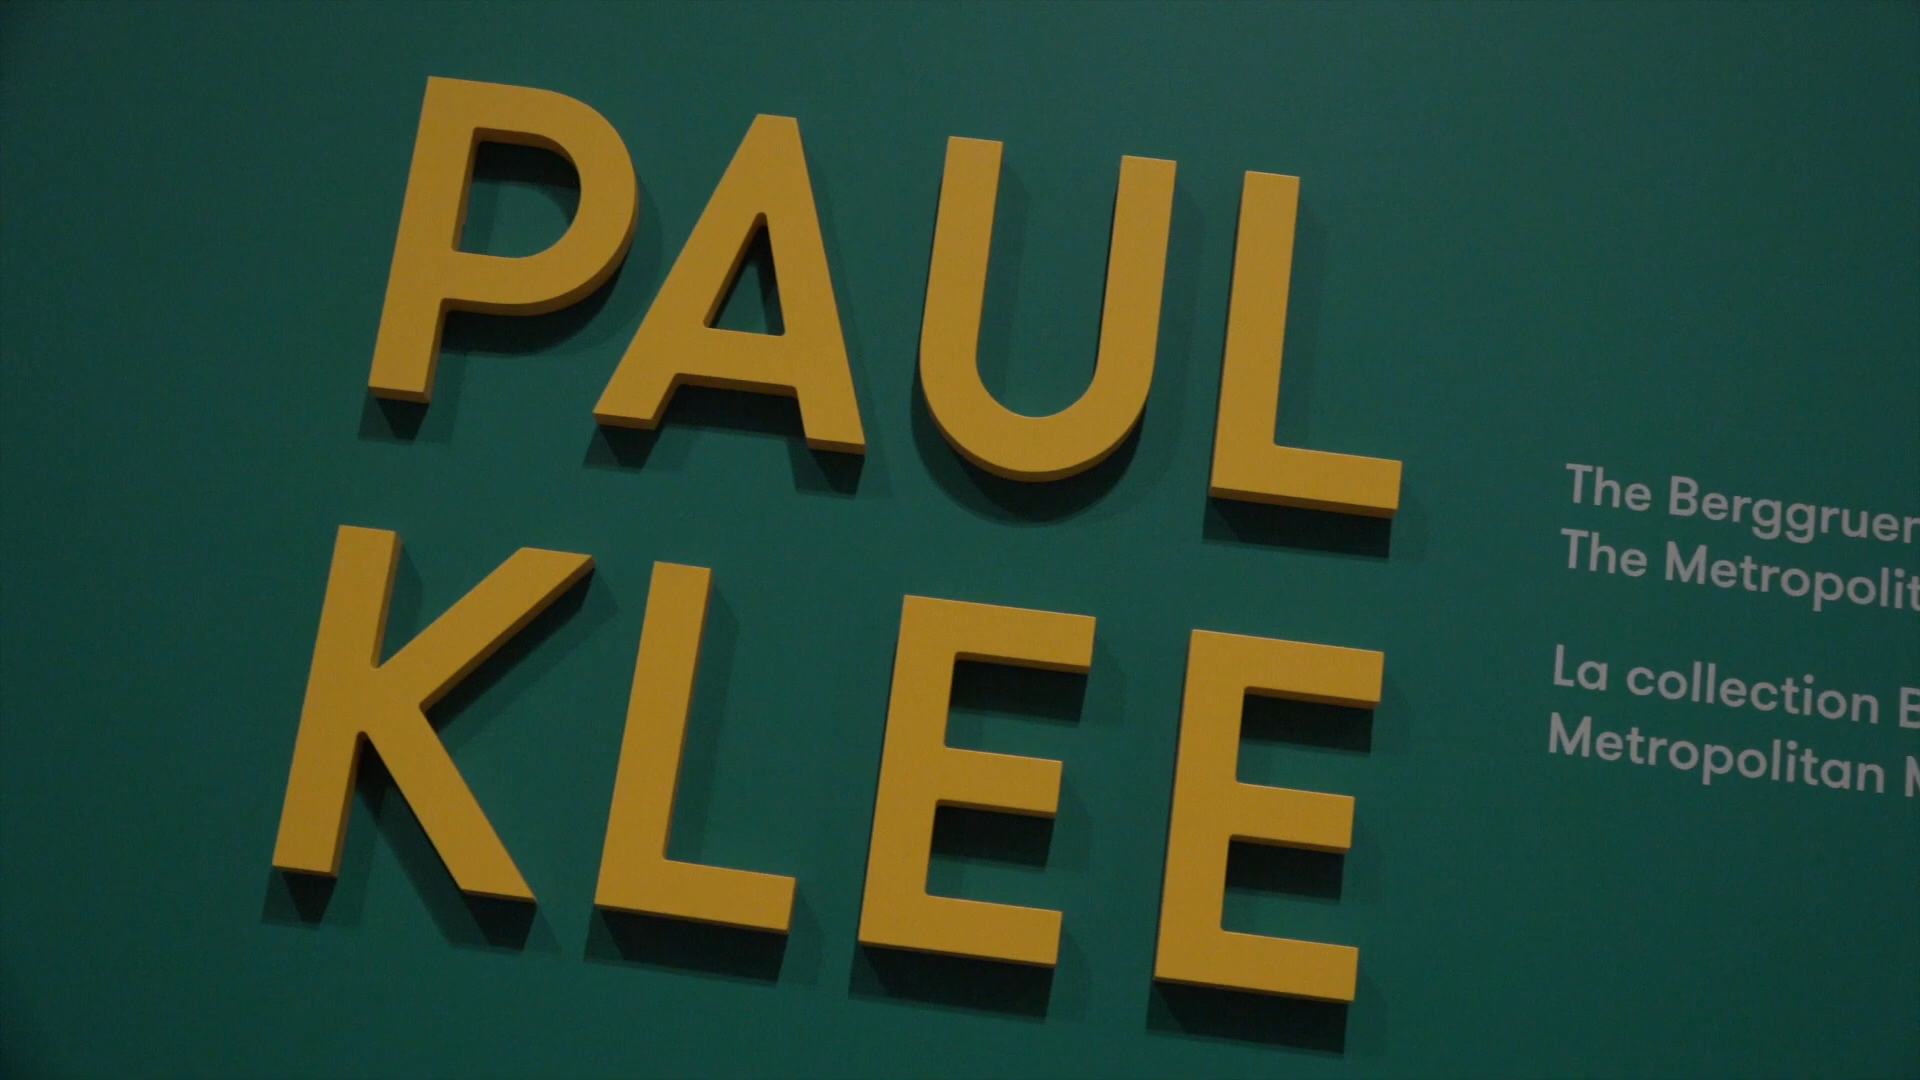 PAUL
KLEE
The Berggruen
The Metropolit
La collection B
Metropolitan M